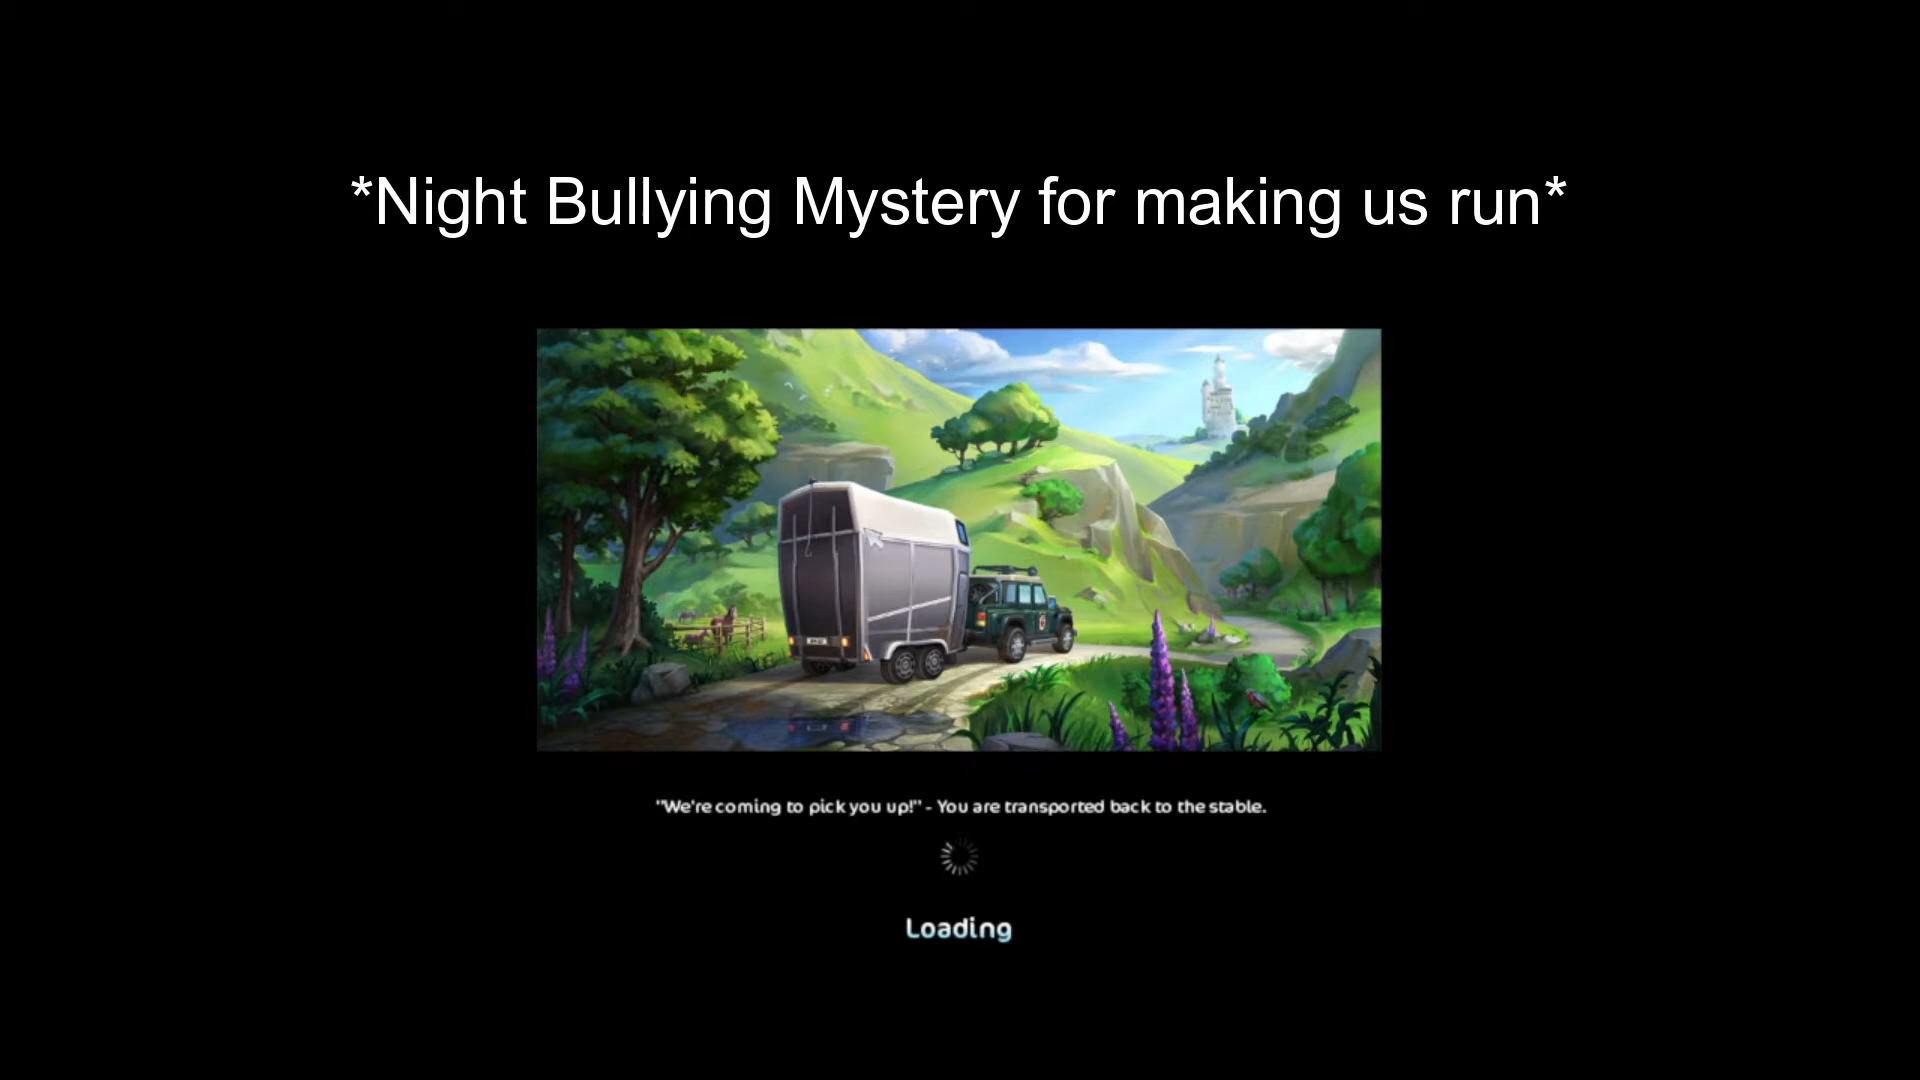 *Night Bullying Mystery for making us run*
"We're coming to pick you up!" - You are transported back to the stable.
Loading